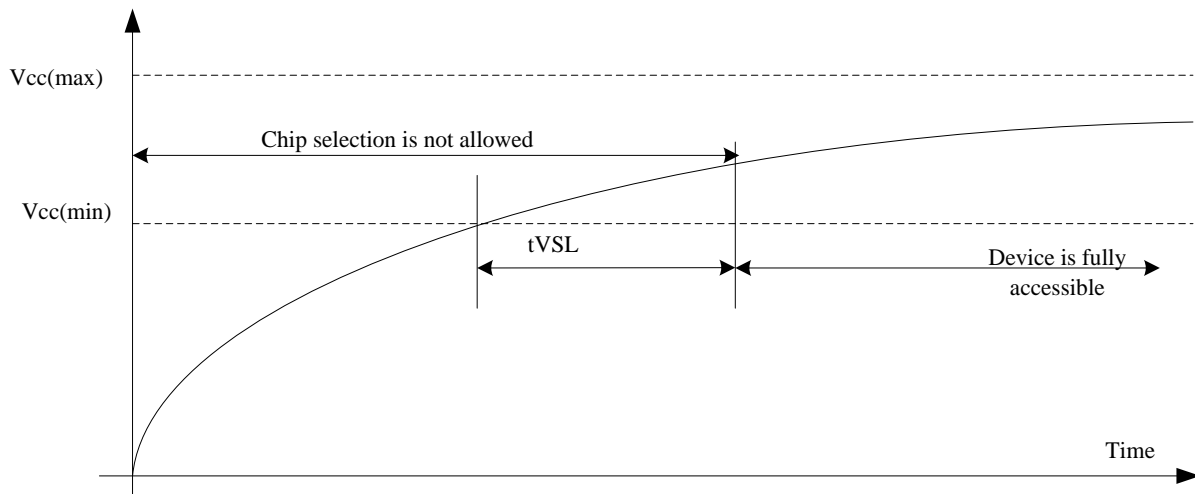 Vcc(max)
Chip selection is not allowed
Vcc(min)
tVSL
Device is fully
accessible
Time